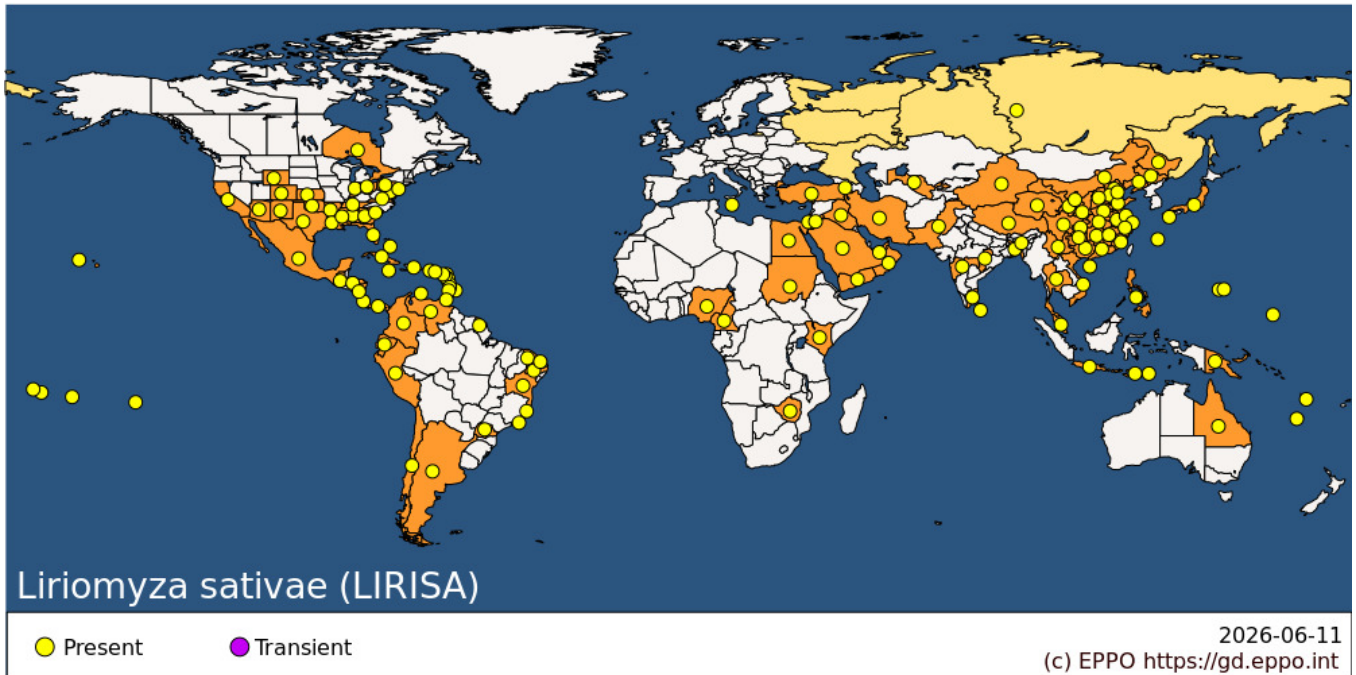 Liriomyza sativae (LIRISA)
Present
Transient
2026-06-11
(c) EPPO https://gd.eppo.int